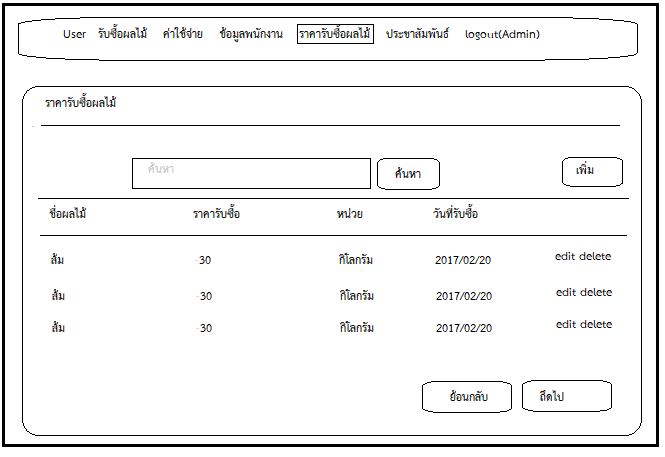 User รับซื้อผลไม้ ค่าใช้จ่าย ข้อมูลพนักงาน ราคารับซื้อผลไม้ ประชาสัมพันธ์ logout(Admin)
ราคารับซื้อผลไม้
ค้นหา ค้นหา เพิ่ม
ชื่อผลไม้ ราคารับซื้อ หน่วย วันที่รับซื้อ
ส้ม 30 กิโลกรัม 2017/02/20 edit delete
ส้ม 30 กิโลกรัม 2017/02/20 edit delete
ส้ม 30 กิโลกรัม 2017/02/20 edit delete
ย้อนกลับ ถึดไป